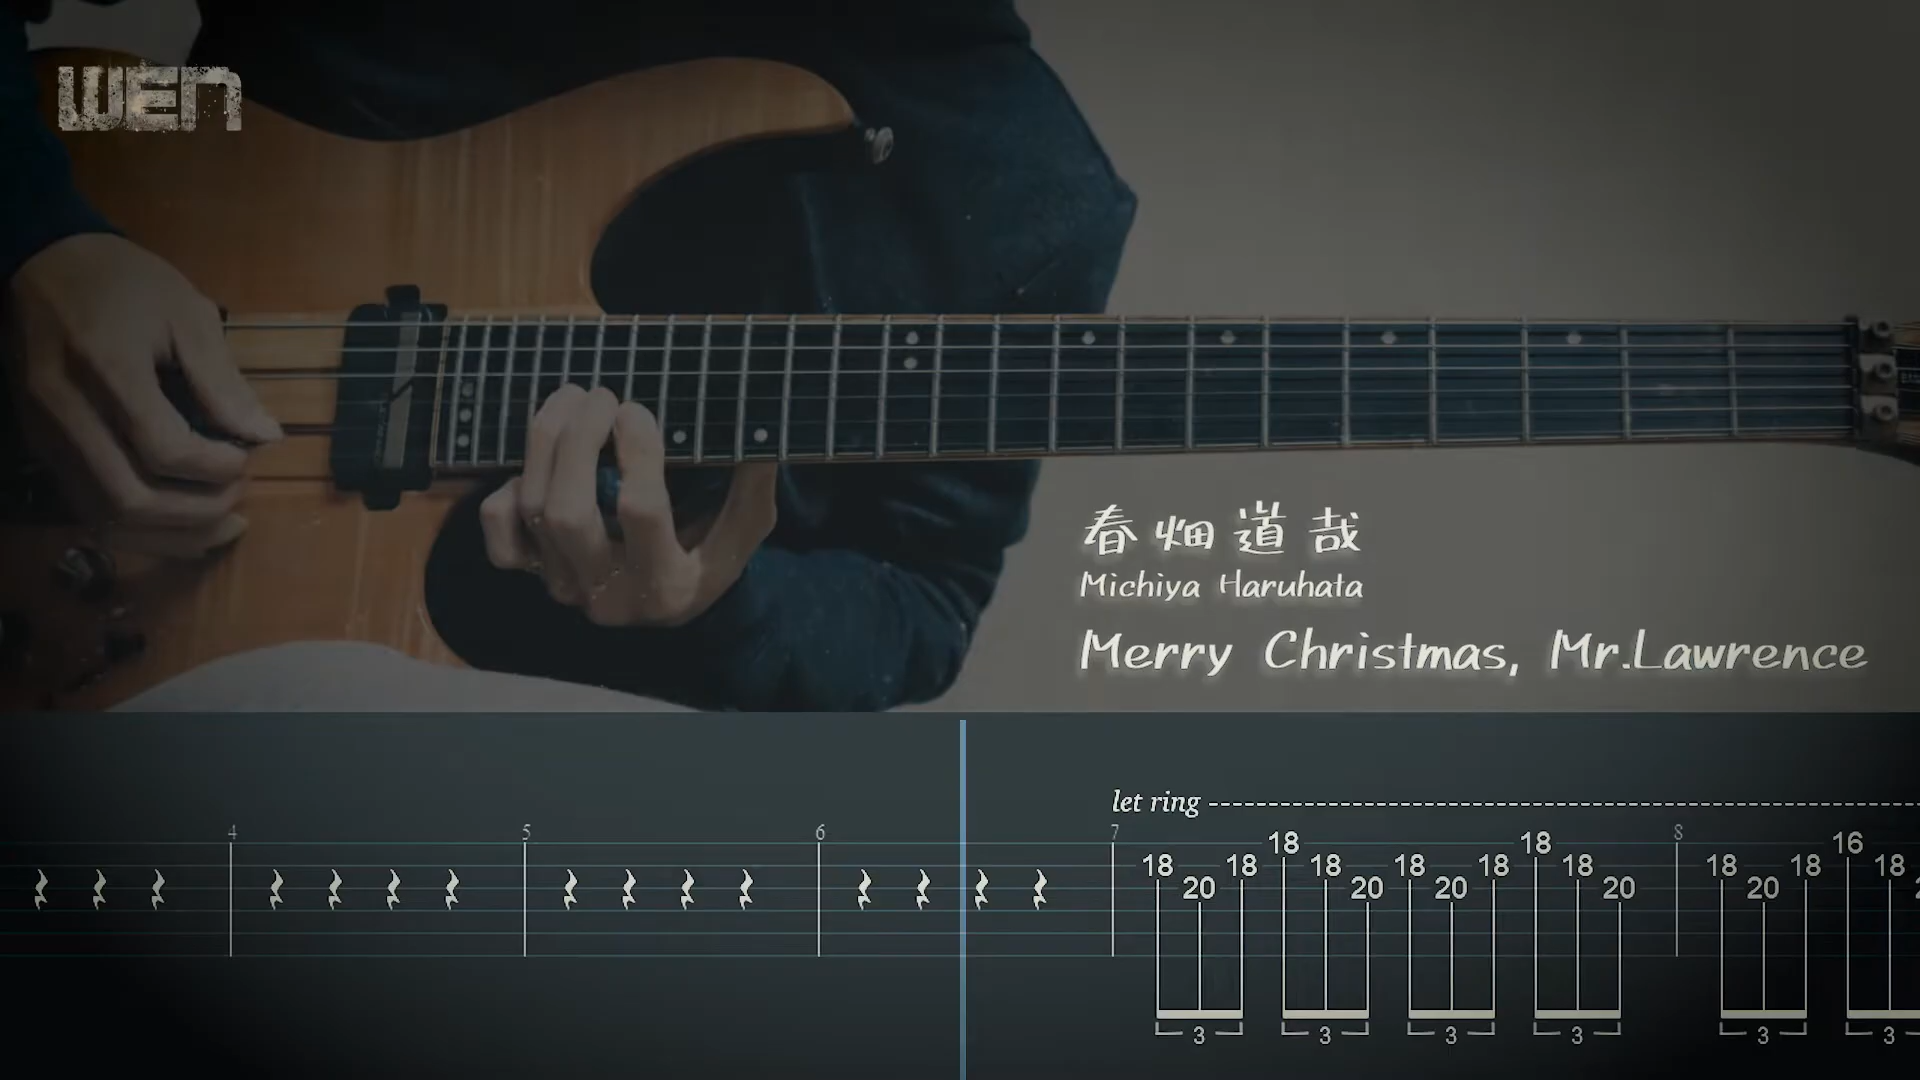 WEN
春畑道哉
Michiya Haruhata
Merry Christmas, Mr.Lawrence
let ring
4 5 6 7 8
18 18 16
18 18 18 18 18 18 18 18 18
20 20 20 20 20
3 3 3 3 3 3